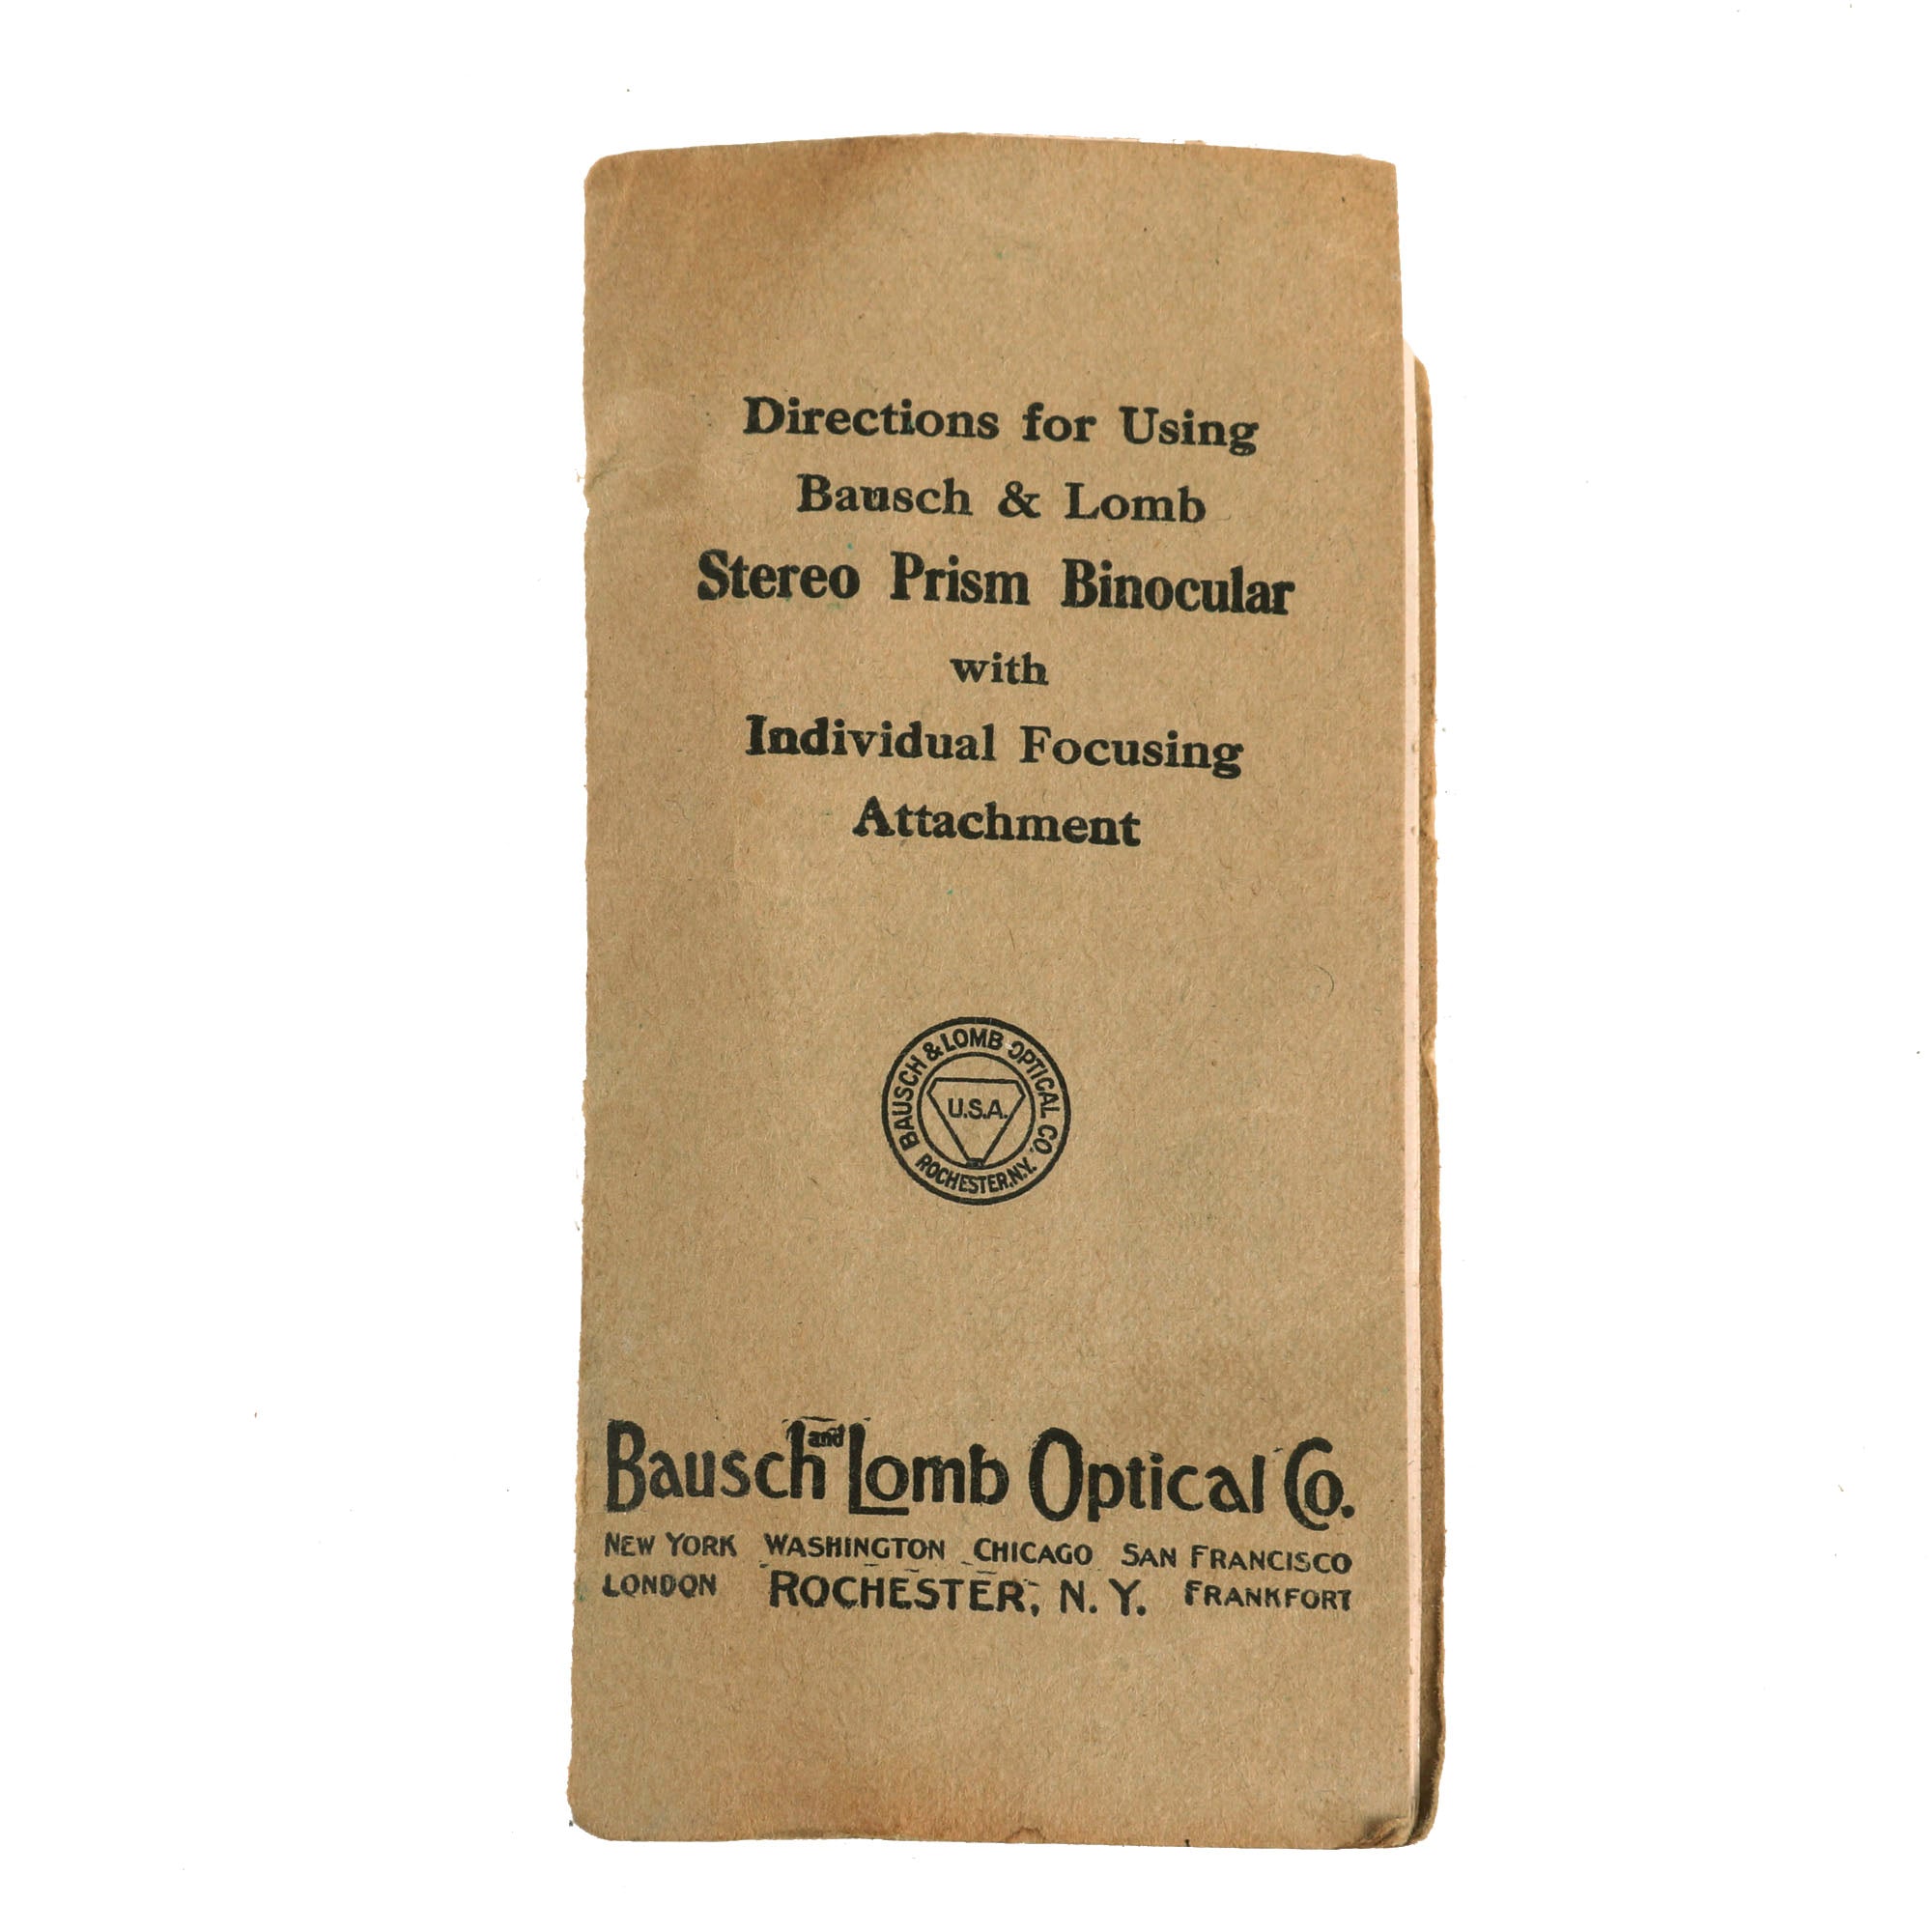 Directions for Using
Bausch & Lomb
Stereo Prism Binocular
with
Individual Focusing
Attachment
BAUSCH & LOMB OPTICAL CO.
U.S.A.
ROCHESTER, N.Y.
Bausch and Lomb Optical Co.
NEW YORK WASHINGTON CHICAGO SAN FRANCISCO
LONDON ROCHESTER, N. Y. FRANKFORT